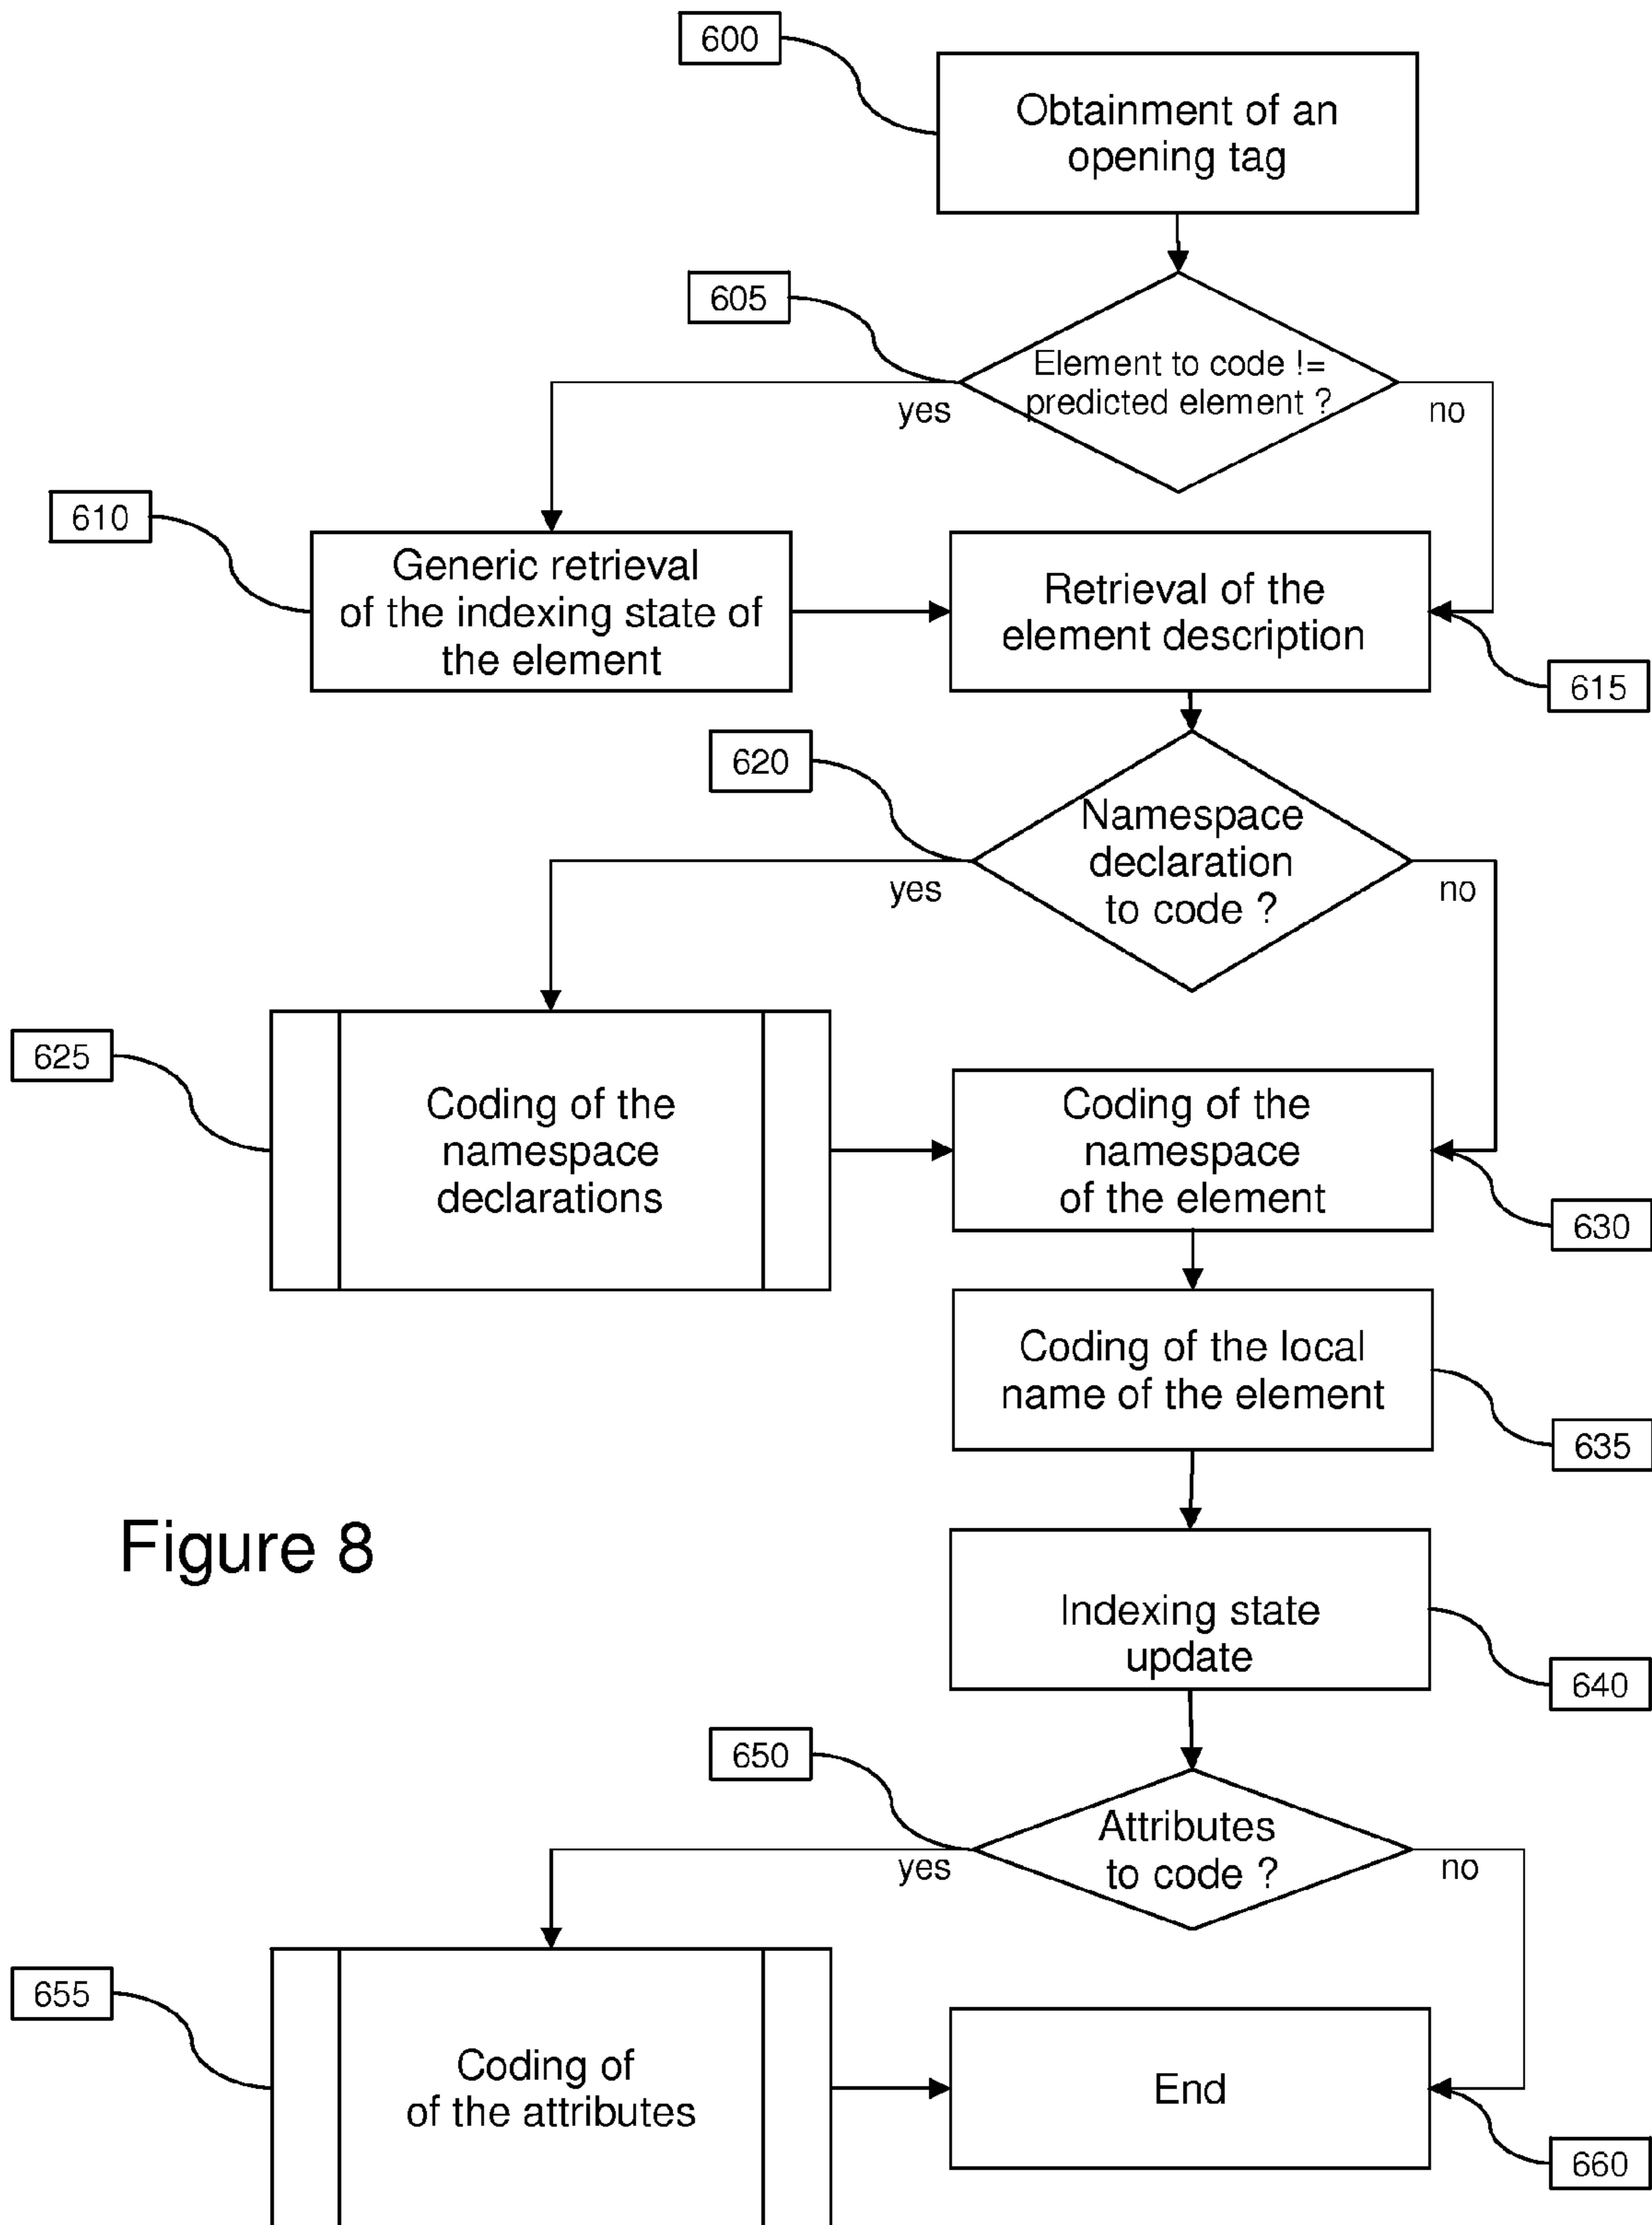 600
Obtainment of an
opening tag
605
Element to code !=
predicted element ?
yes
no
610
Generic retrieval
of the indexing state of
the element
Retrieval of the
element description
615
620
Namespace
declaration
to code ?
yes
no
625
Coding of the
namespace
declarations
Coding of the
namespace
of the element
630
Coding of the local
name of the element
635
Figure 8
Indexing state
update
640
650
Attributes
to code ?
yes
no
655
Coding of
of the attributes
End
660